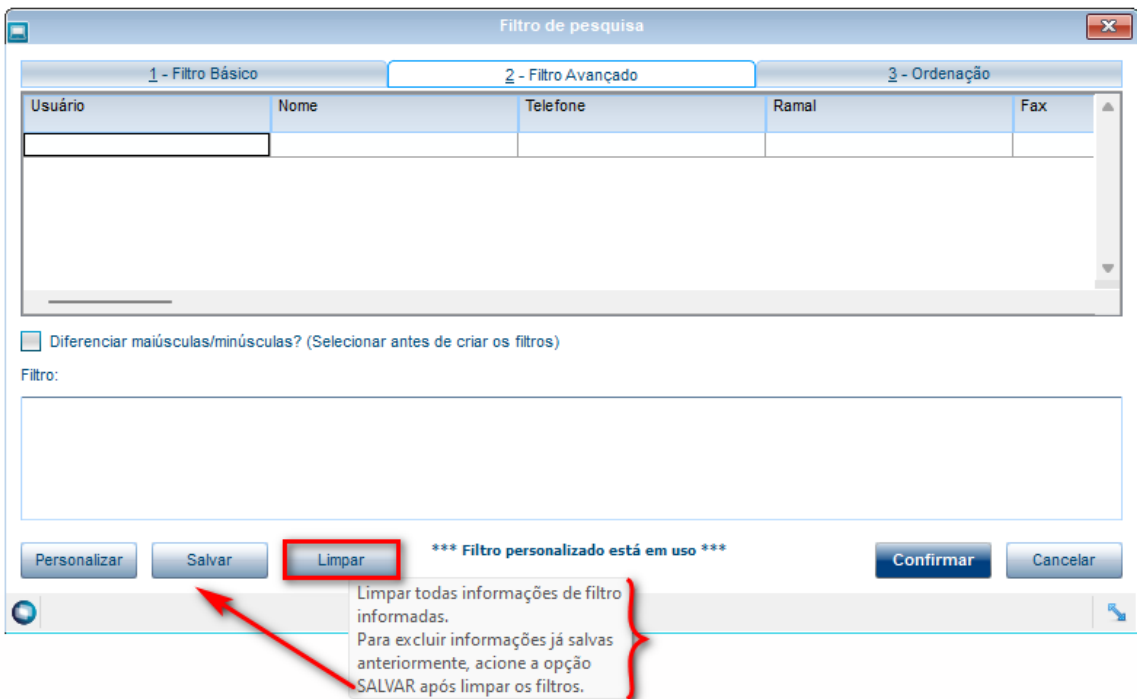 Filtro de pesquisa
1 - Filtro Básico
2 - Filtro Avançado
3 - Ordenação
Usuário Nome Telefone Ramal Fax
Diferenciar maiúsculas/minúsculas? (Selecionar antes de criar os filtros)
Filtro:
Personalizar Salvar Limpar *** Filtro personalizado está em uso *** Confirmar Cancelar
Limpar todas informações de filtro
informadas.
Para excluir informações já salvas
anteriormente, acione a opção
SALVAR após limpar os filtros.